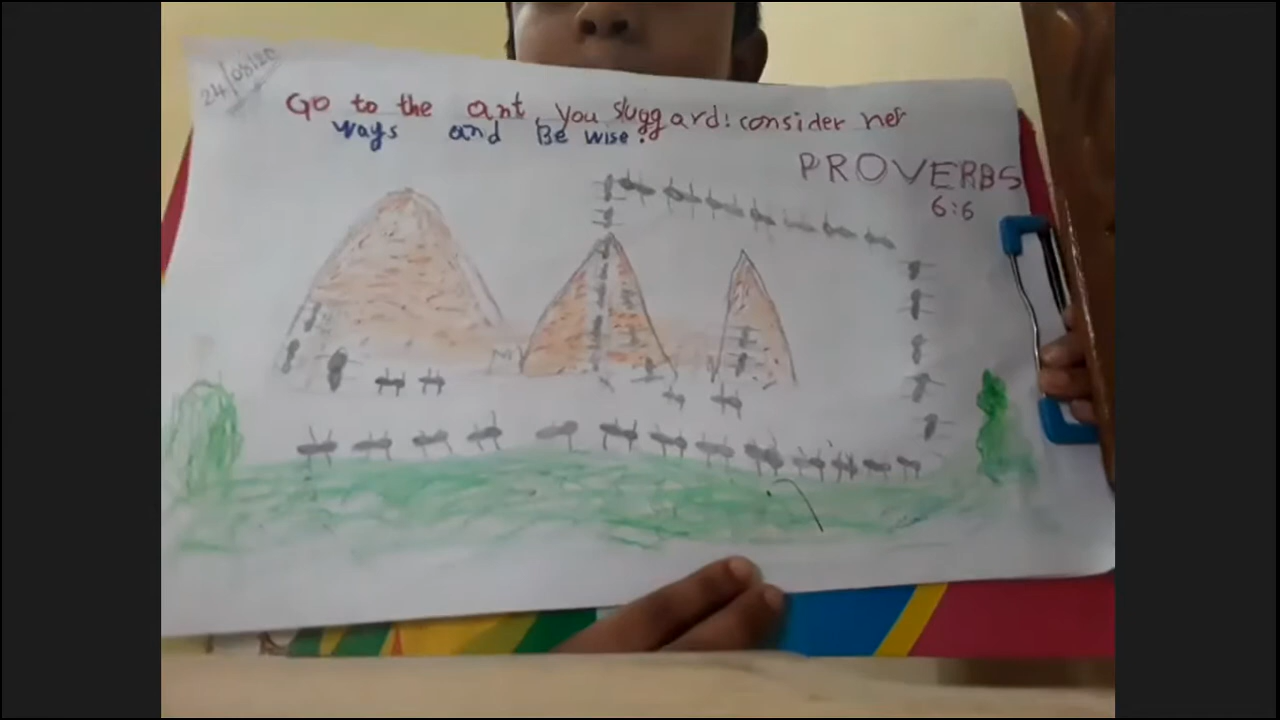 24/08/20
Go to the ant, you sluggard: consider her
ways and Be wise.
PROVERBS
6:6